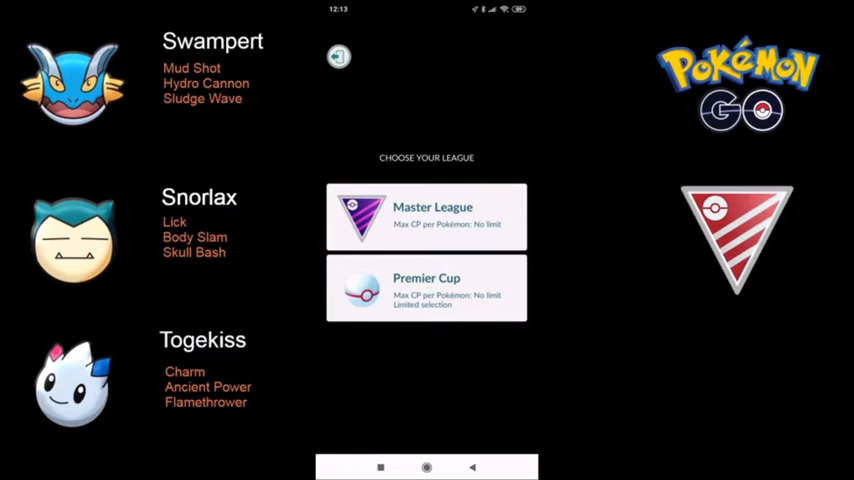 12:13
Swampert
Mud Shot
Hydro Cannon
Sludge Wave
Snorlax
Lick
Body Slam
Skull Bash
Togekiss
Charm
Ancient Power
Flamethrower
CHOOSE YOUR LEAGUE
Master League
Max CP per Pokémon: No limit
Premier Cup
Max CP per Pokémon: No limit
Limited selection
POKéMON
GO